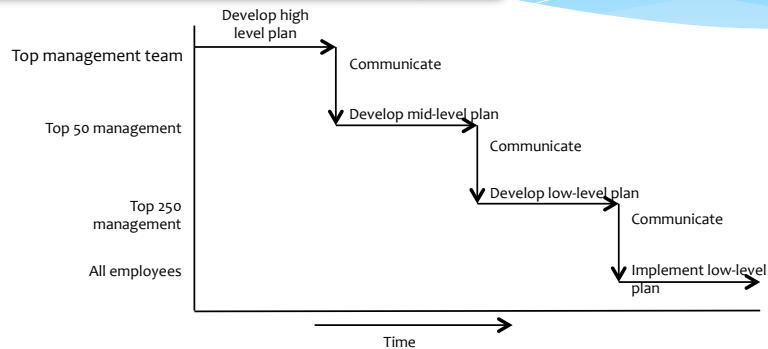 Develop high
level plan
Top management team
Communicate
Develop mid-level plan
Top 50 management
Communicate
Develop low-level plan
Top 250
management
Communicate
All employees
Implement low-level
plan
Time